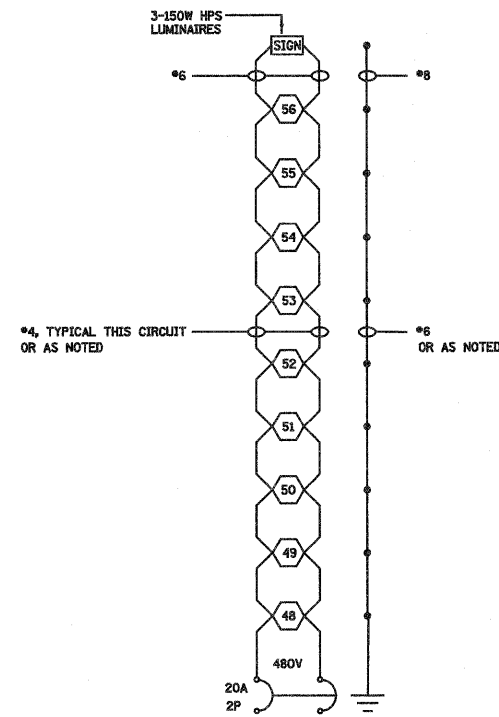 3-150W HPS
LUMINAIRES
SIGN
#6
#8
56
55
54
53
#4, TYPICAL THIS CIRCUIT
OR AS NOTED
#6
OR AS NOTED
52
51
50
49
48
480V
20A
2P